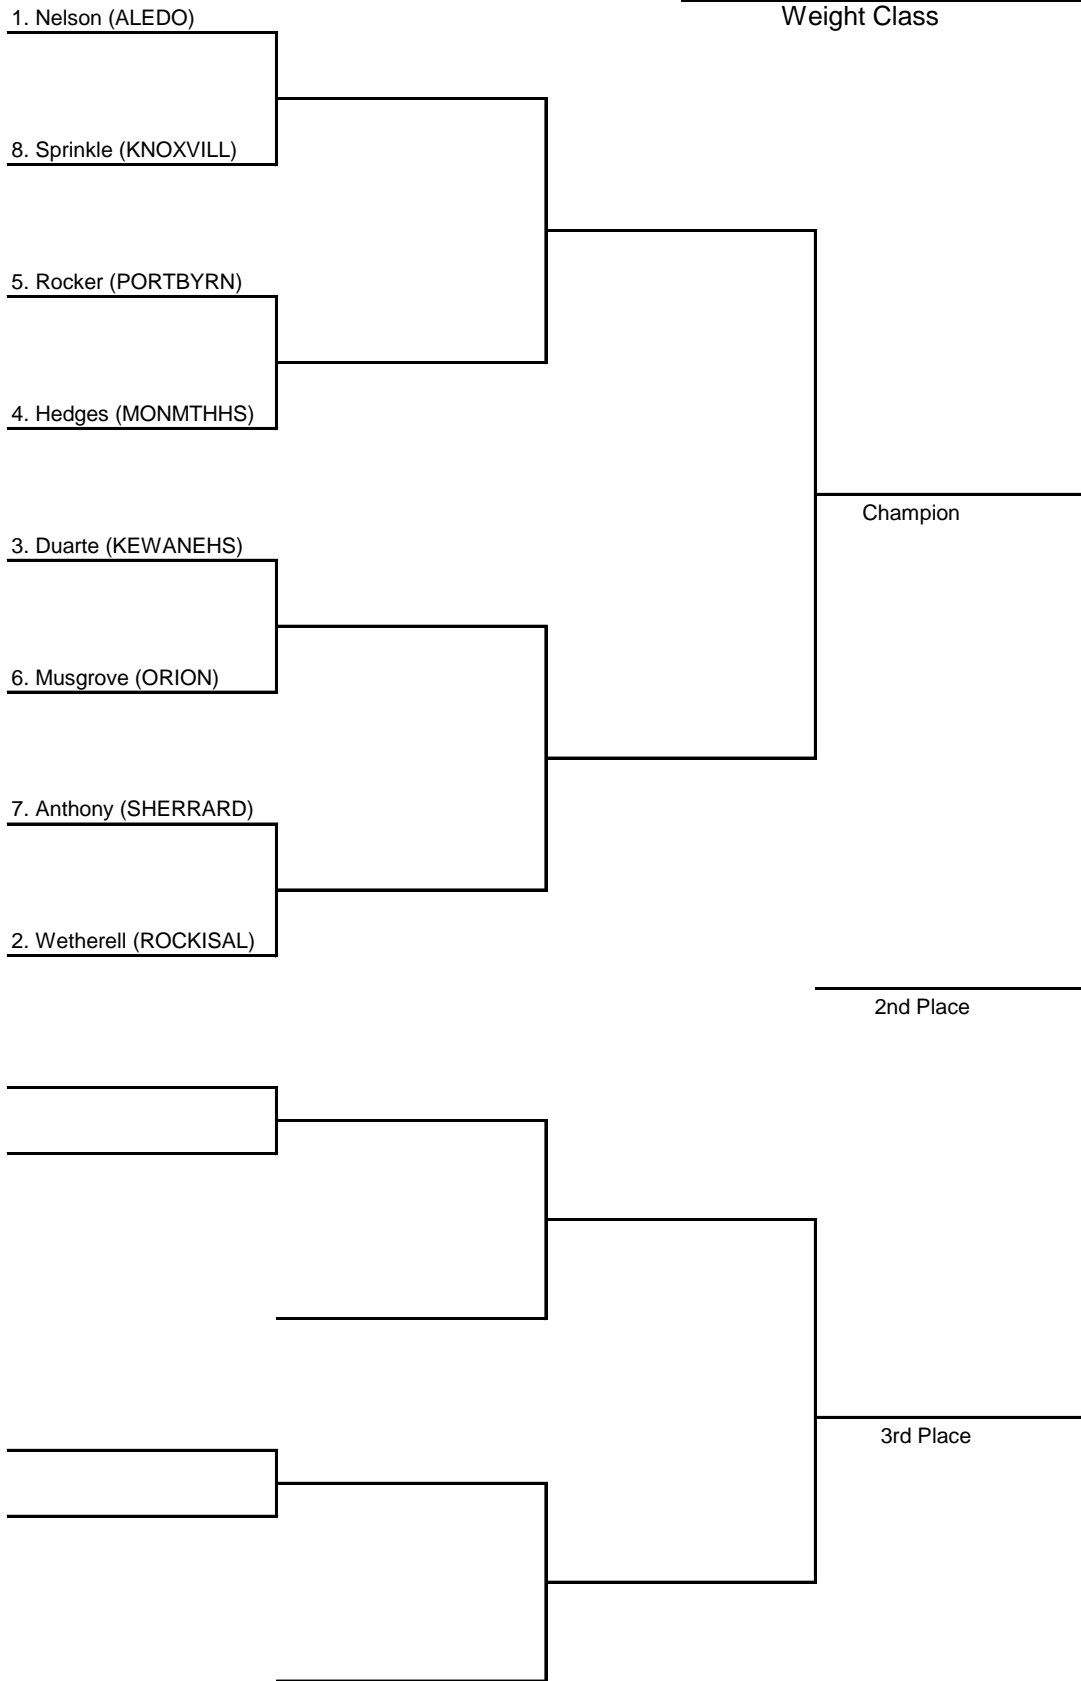 Weight Class
1. Nelson (ALEDO)
8. Sprinkle (KNOXVILL)
5. Rocker (PORTBYRN)
4. Hedges (MONMTHHS)
Champion
3. Duarte (KEWANEHS)
6. Musgrove (ORION)
7. Anthony (SHERRARD)
2. Wetherell (ROCKISAL)
2nd Place
3rd Place